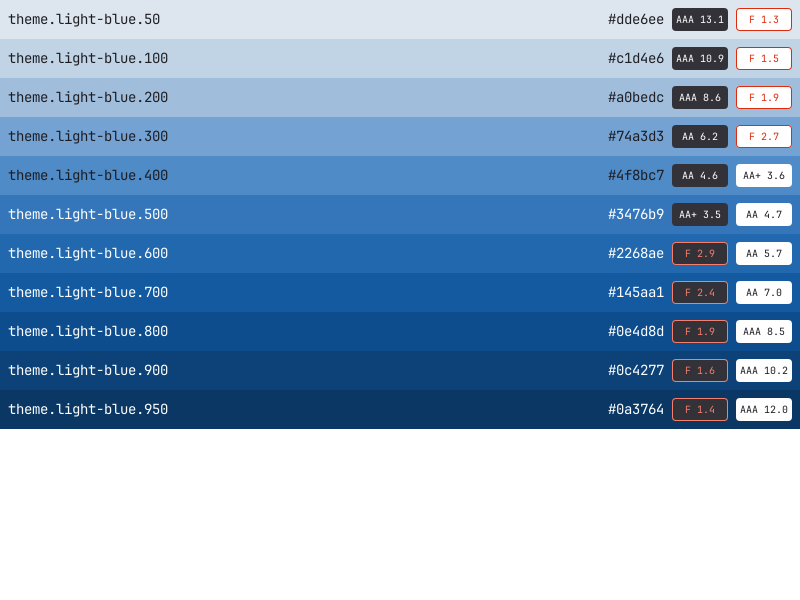 theme.light-blue.50 #dde6ee AAA 13.1 F 1.3
theme.light-blue.100 #c1d4e6 AAA 10.9 F 1.5
theme.light-blue.200 #a0bedc AAA 8.6 F 1.9
theme.light-blue.300 #74a3d3 AA 6.2 F 2.7
theme.light-blue.400 #4f8bc7 AA 4.6 AA+ 3.6
theme.light-blue.500 #3476b9 AA+ 3.5 AA 4.7
theme.light-blue.600 #2268ae F 2.9 AA 5.7
theme.light-blue.700 #145aa1 F 2.4 AA 7.0
theme.light-blue.800 #0e4d8d F 1.9 AAA 8.5
theme.light-blue.900 #0c4277 F 1.6 AAA 10.2
theme.light-blue.950 #0a3764 F 1.4 AAA 12.0